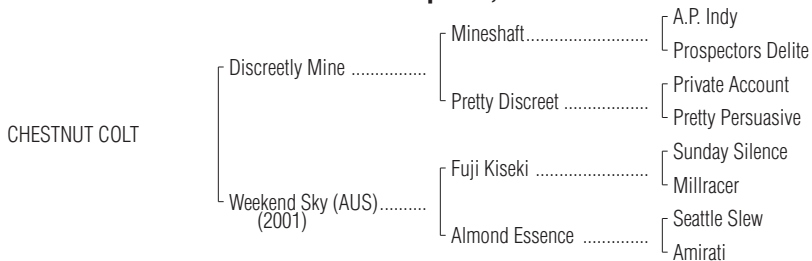 A.P. Indy
Mineshaft..............................
Prospectors Delite
Discreetly Mine ................
Private Account
Pretty Discreet .....................
Pretty Persuasive
CHESTNUT COLT
Sunday Silence
Fuji Kiseki ............................
Millracer
Weekend Sky (AUS)..........
(2001)
Seattle Slew
Almond Essence ................
Amirati